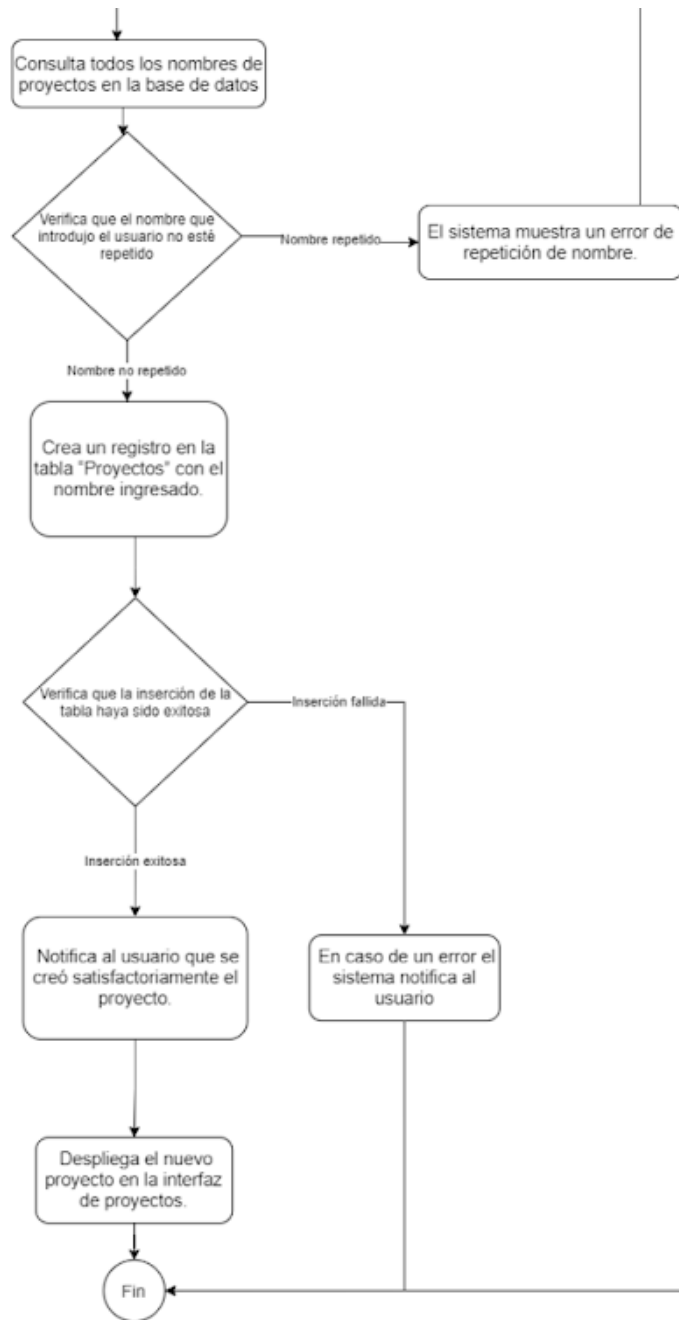 Consulta todos los nombres de
proyectos en la base de datos
Verifica que el nombre que
introdujo el usuario no esté
repetido
Nombre repetido
El sistema muestra un error de
repetición de nombre.
Nombre no repetido
Crea un registro en la
tabla "Proyectos" con el
nombre ingresado.
Verifica que la inserción de la
tabla haya sido exitosa
Inserción fallida
Inserción exitosa
Notifica al usuario que se
creó satisfactoriamente el
proyecto.
En caso de un error el
sistema notifica al
usuario
Despliega el nuevo
proyecto en la interfaz
de proyectos.
Fin